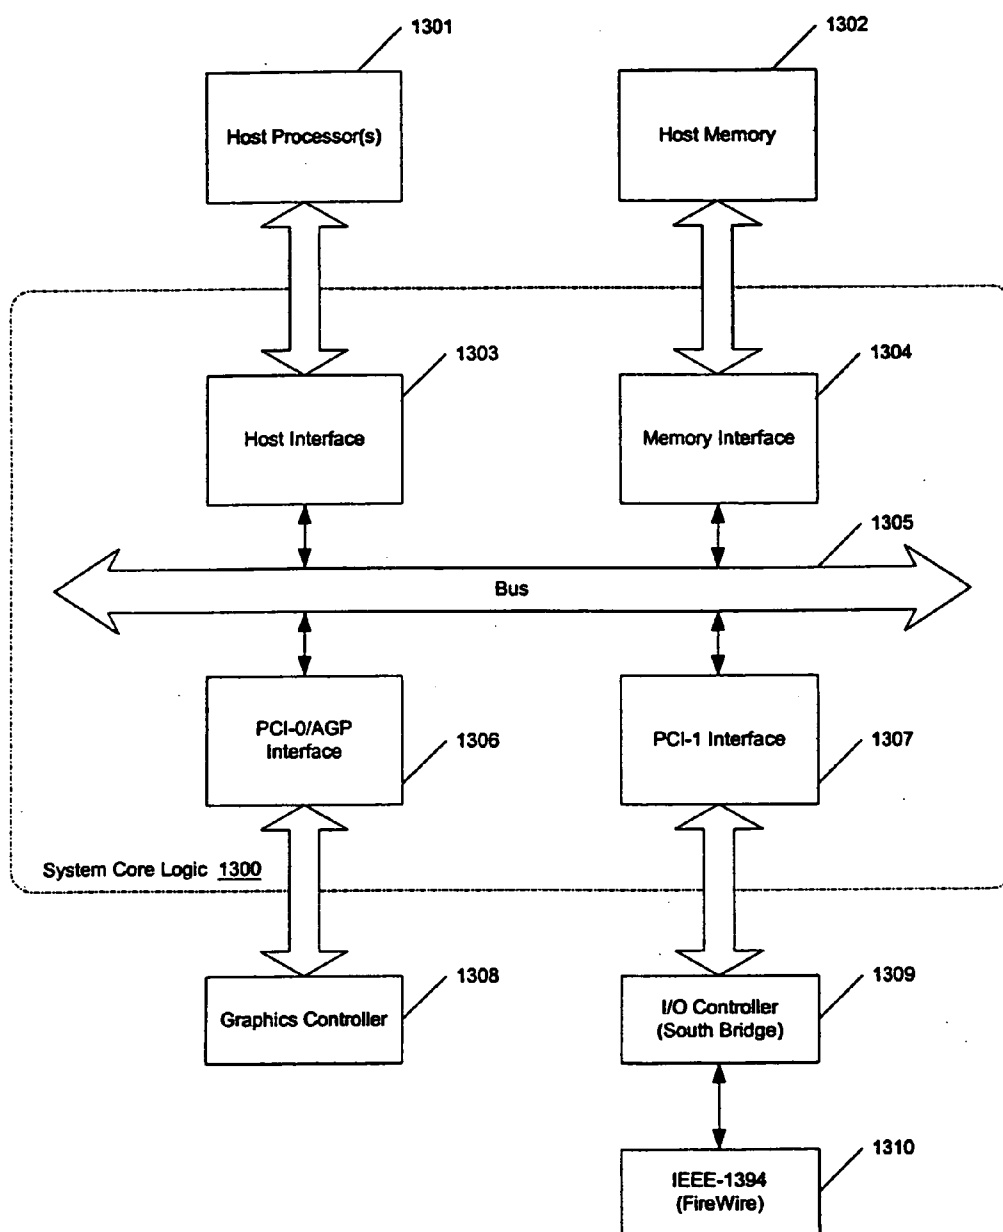 1301
1302
Host Processor(s)
Host Memory
1303
1304
Host Interface
Memory Interface
1305
Bus
PCI-0/AGP
Interface
1306
PCI-1 Interface
1307
System Core Logic 1300
1308
1309
Graphics Controller
I/O Controller
(South Bridge)
1310
IEEE-1394
(FireWire)